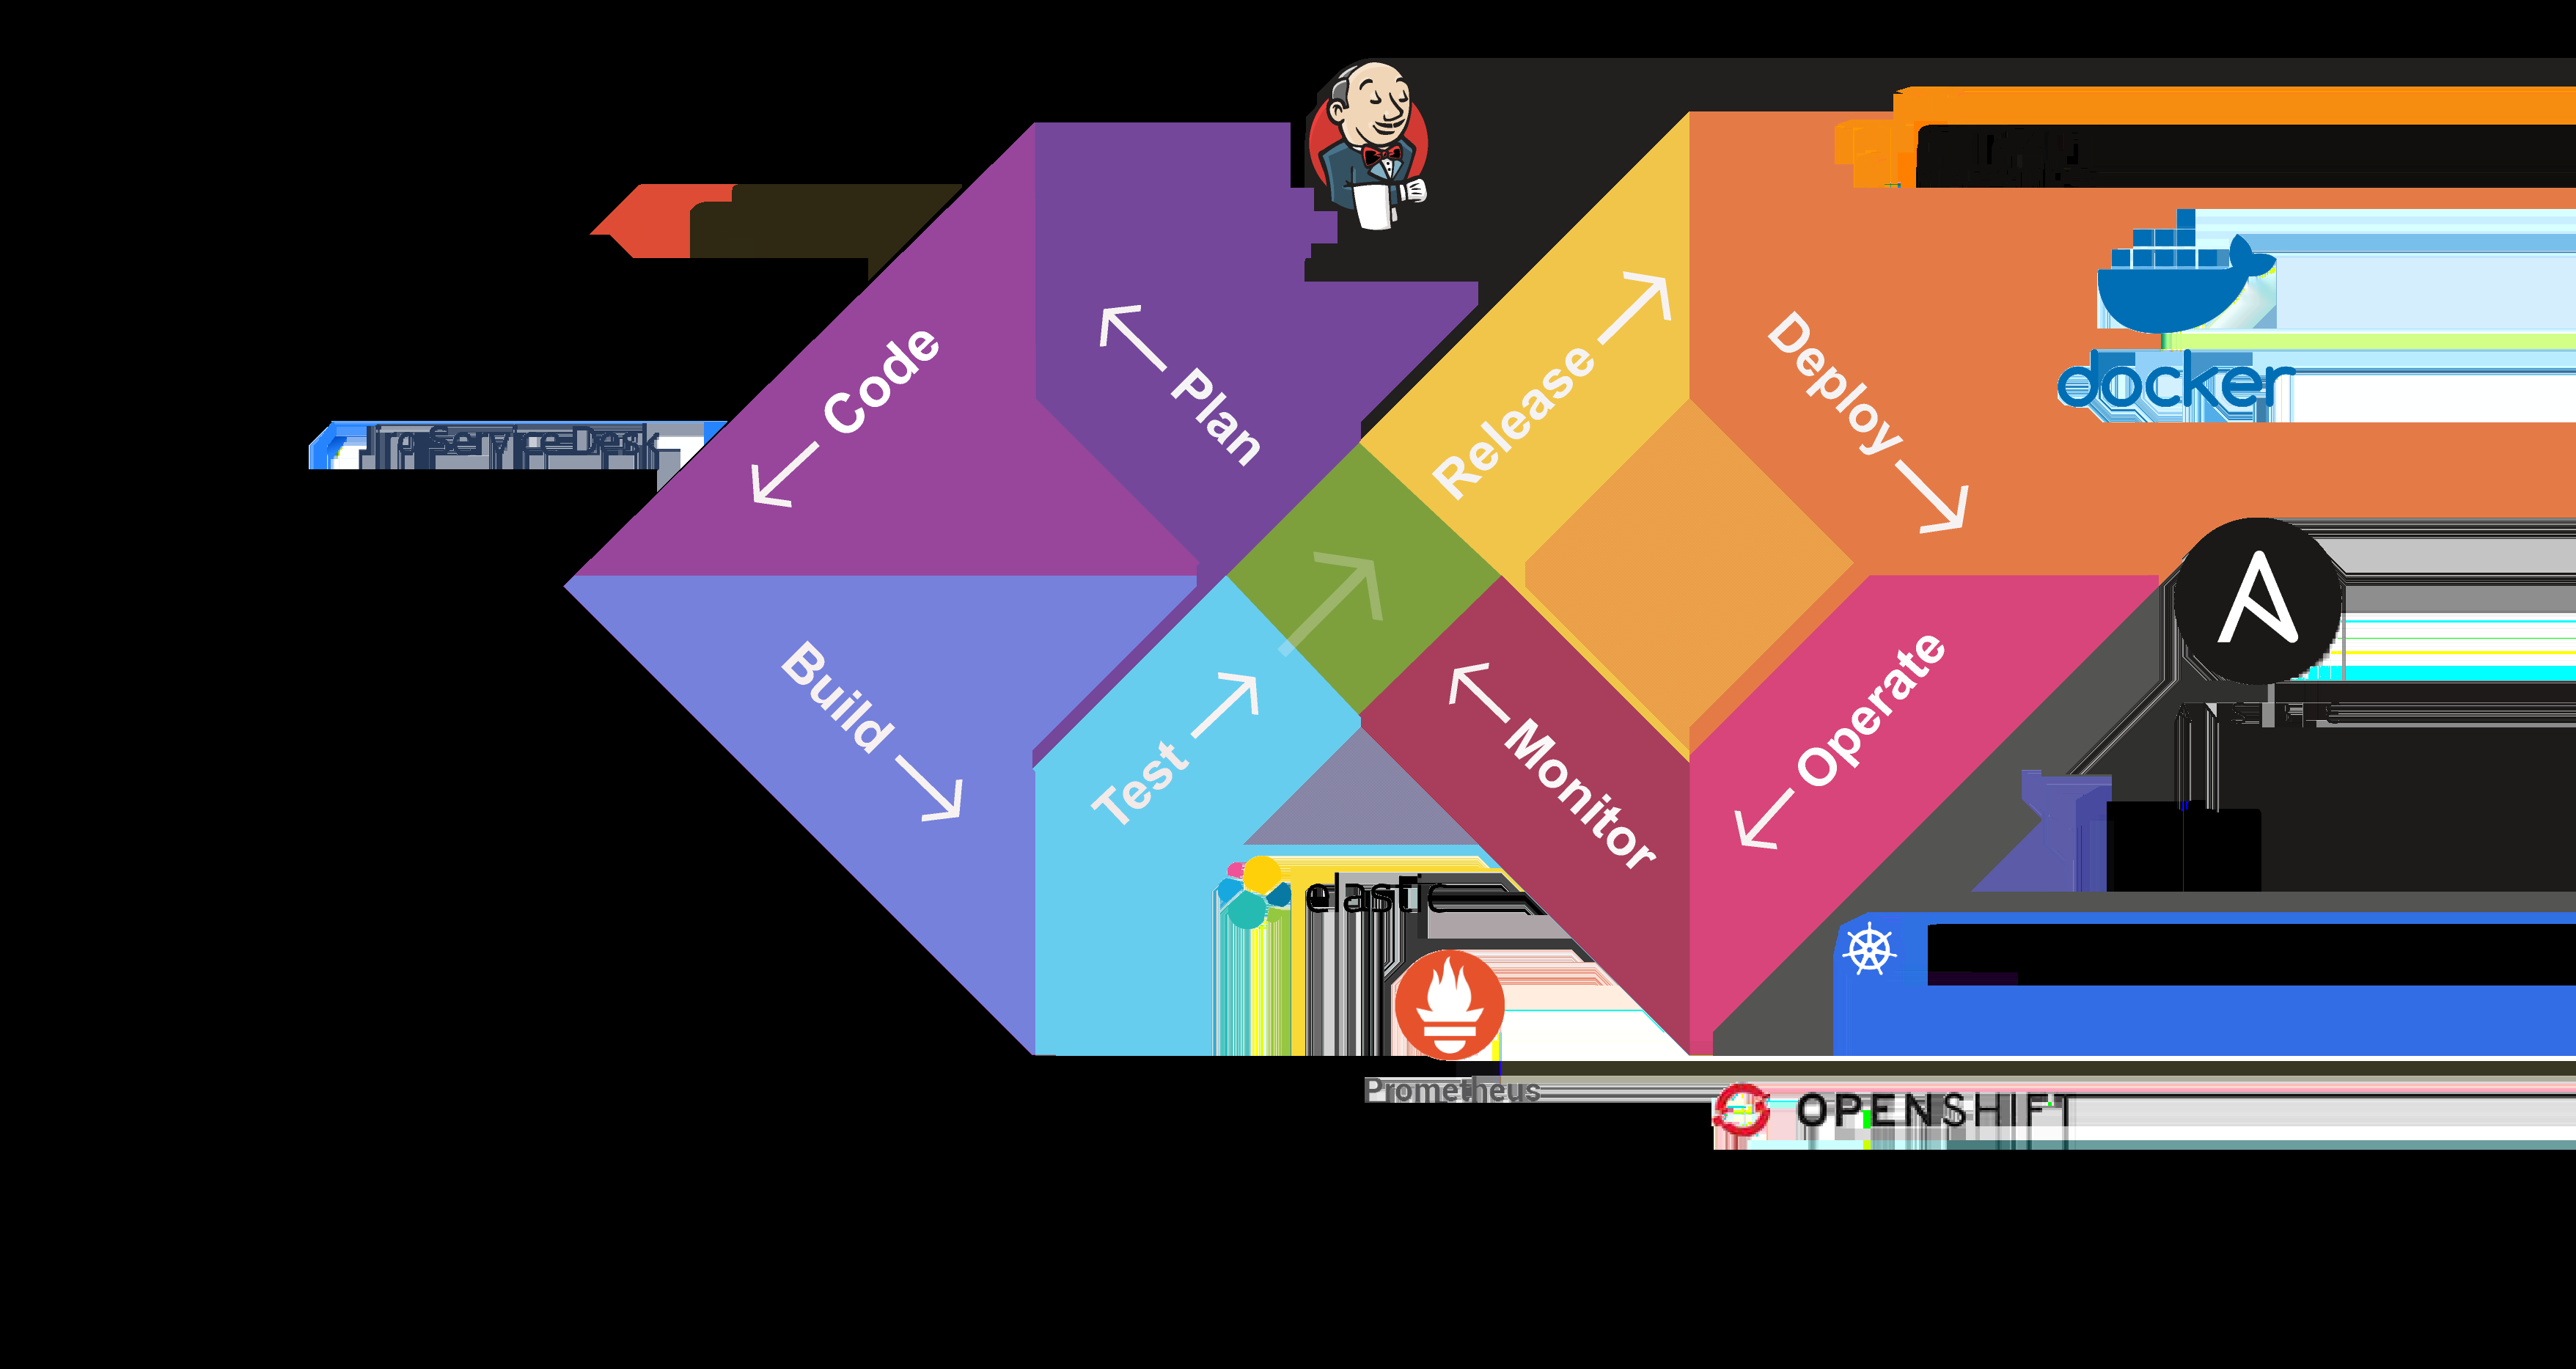 Code
Plan
Release
Deploy
docker
Jira Service Desk
Build
Test
Monitor
Operate
elastic
Prometheus
OPENSHIFT